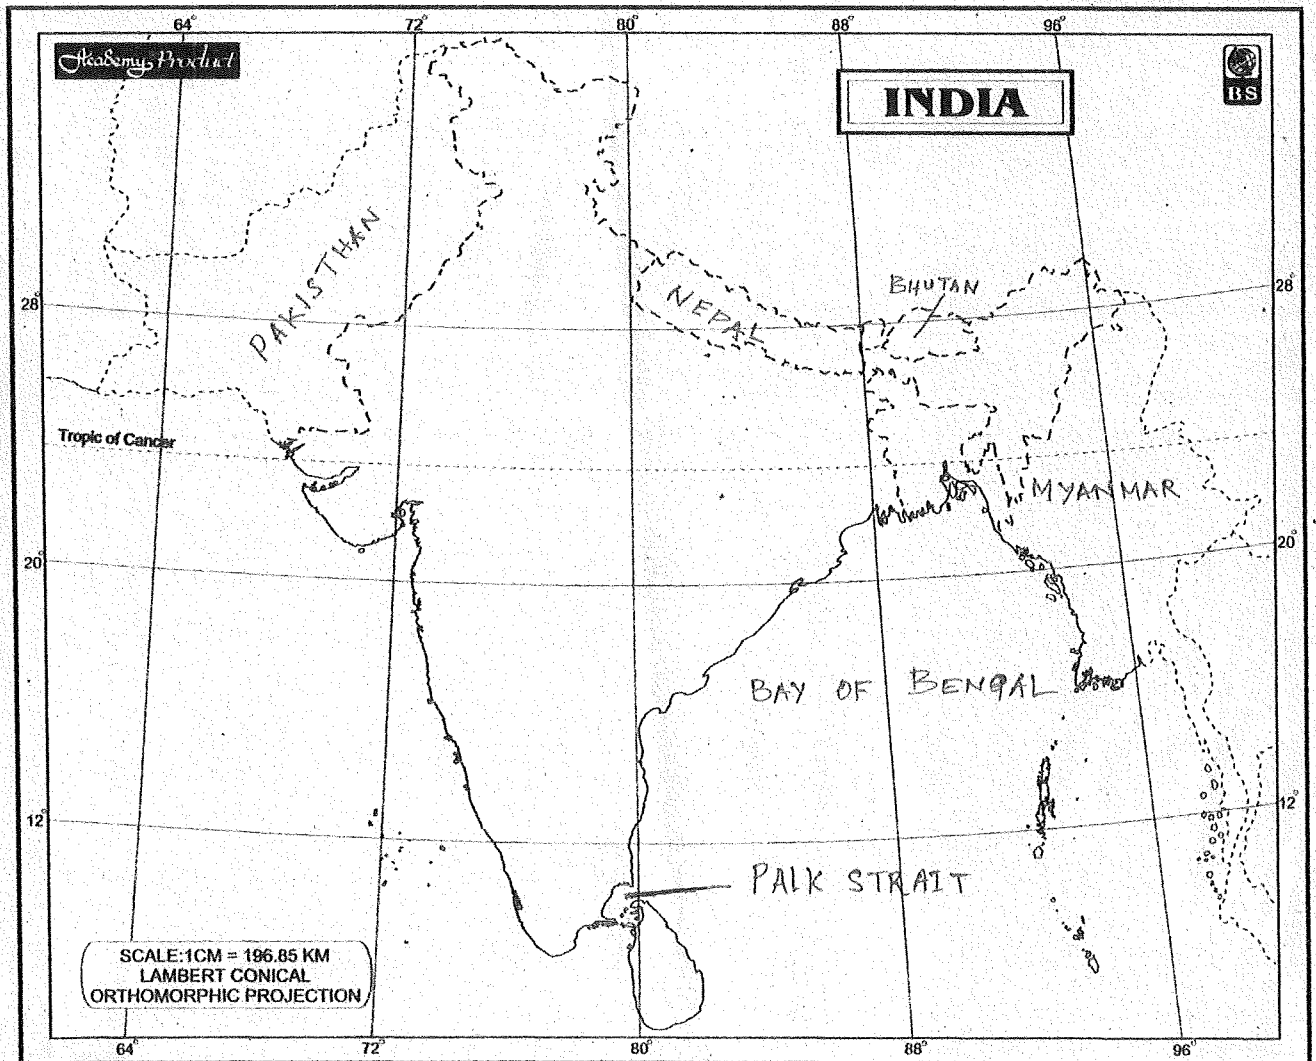 64° 72° 80° 88° 96°
Academy Product
INDIA
BS
PAKISTHAN
BHUTAN
NEPAL
28° 28°
Tropic of Cancer
MYANMAR
20° 20°
BAY OF BENGAL
12° 12°
PALK STRAIT
SCALE:1CM = 196.85 KM
LAMBERT CONICAL
ORTHOMORPHIC PROJECTION
64° 72° 80° 88° 96°